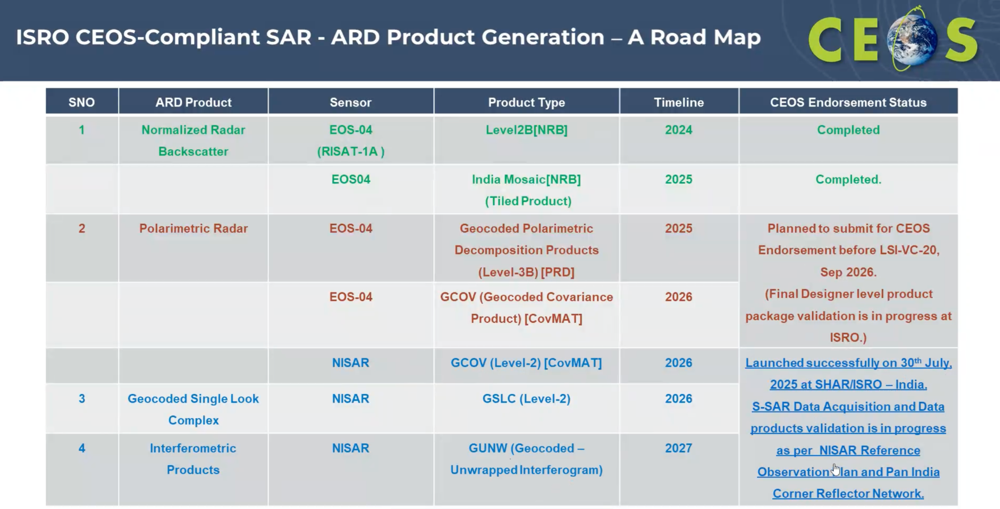 ISRO CEOS-Compliant SAR - ARD Product Generation – A Road Map
CEOS
SNO ARD Product Sensor Product Type Timeline CEOS Endorsement Status
1 Normalized Radar EOS-04 Level2B[NRB] 2024 Completed
Backscatter (RISAT-1A )
EOS04 India Mosaic[NRB] 2025 Completed.
(Tiled Product)
2 Polarimetric Radar EOS-04 Geocoded Polarimetric 2025 Planned to submit for CEOS
Decomposition Products Endorsement before LSI-VC-20,
(Level-3B) [PRD] Sep 2026.
EOS-04 GCOV (Geocoded Covariance 2026 (Final Designer level product
Product) [CovMAT] package validation is in progress at
ISRO.)
NISAR GCOV (Level-2) [CovMAT] 2026 Launched successfully on 30th July,
2025 at SHAR/ISRO – India.
3 Geocoded Single Look NISAR GSLC (Level-2) 2026 S-SAR Data Acquisition and Data
Complex products validation is in progress
4 Interferometric NISAR GUNW (Geocoded – 2027 as per NISAR Reference
Products Unwrapped Interferogram) Observation Plan and Pan India
Corner Reflector Network.